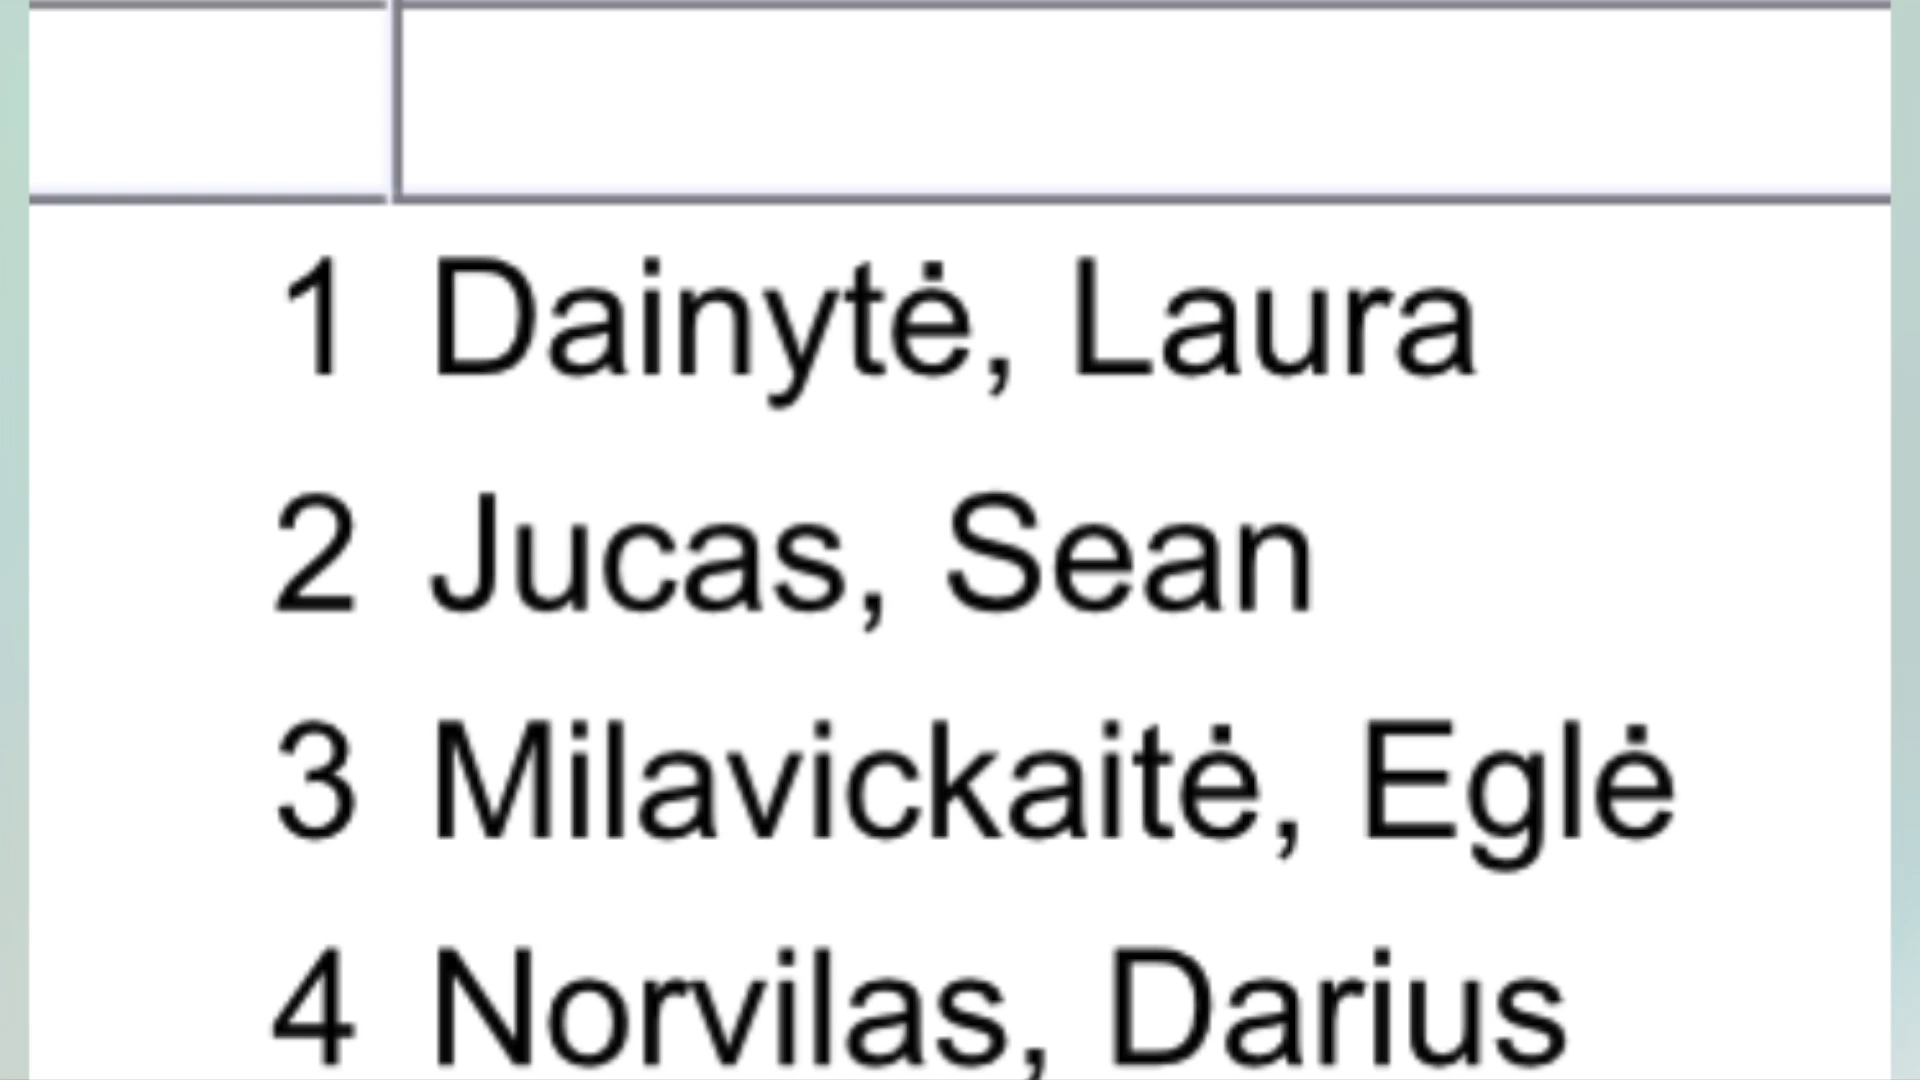 1 Dainytė, Laura
2 Jucas, Sean
3 Milavickaitė, Eglė
4 Norvilas, Darius